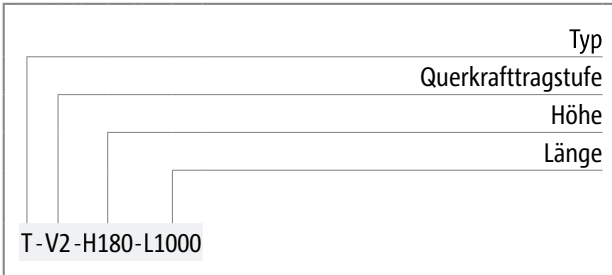 Typ
Querkrafttragstufe
Höhe
Länge
T-V2-H180-L1000